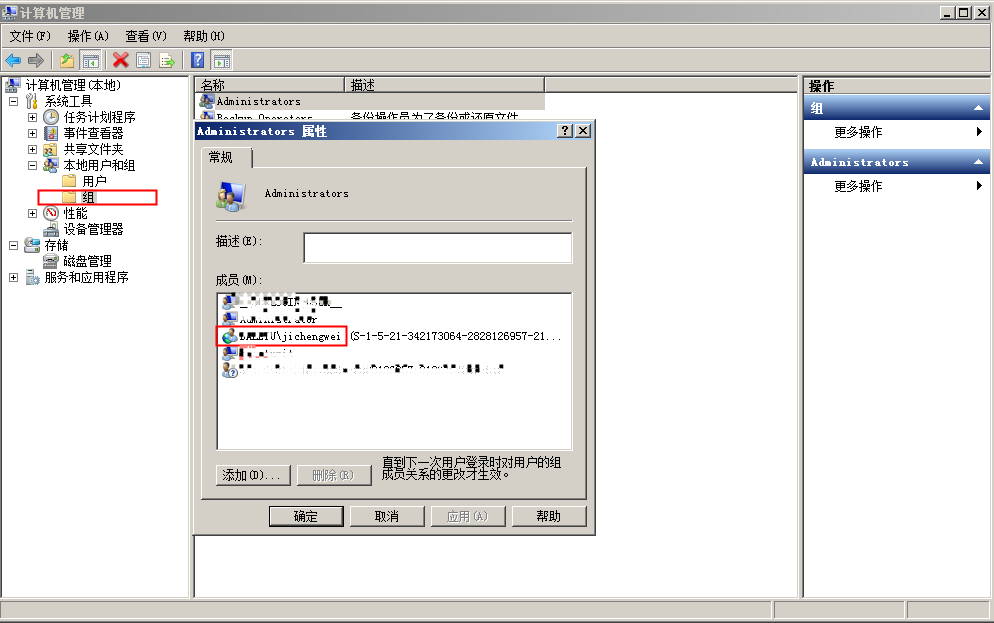 计算机管理
文件(F) 操作(A) 查看(V) 帮助(H)
计算机管理(本地)
系统工具
任务计划程序
事件查看器
共享文件夹
本地用户和组
用户
组
性能
设备管理器
存储
磁盘管理
服务和应用程序
名称 描述
Administrators
Backup Operators 备份操作员为了备份或还原文件
Administrators 属性
常规
Administrators
描述(E):
成员(M):
Administrator
\jichengwei (S-1-5-21-342173064-2828126957-21...
添加(D)... 删除(R)
直到下一次用户登录时对用户的组
成员关系的更改才生效。
确定 取消 应用(A) 帮助
操作
组
更多操作
Administrators
更多操作